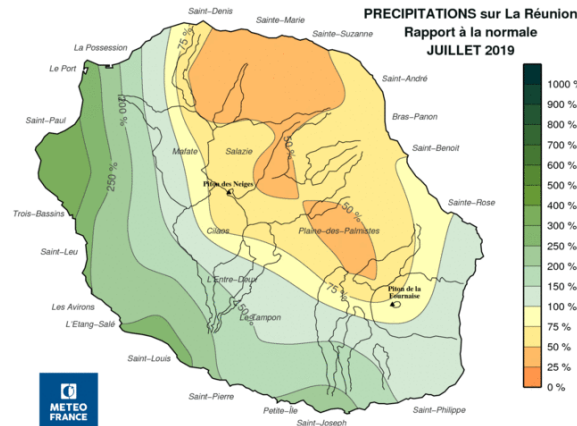 PRECIPITATIONS sur La Réunion
Rapport à la normale
JUILLET 2019
Saint-Denis
Sainte-Marie
Sainte-Suzanne
La Possession
Le Port
Saint-André
Bras-Panon
Saint-Paul
Saint-Benoit
Mafate
Salazie
Piton des Neiges
Sainte-Rose
Trois-Bassins
Cilaos
Plaine-des-Palmistes
Saint-Leu
L'Entre-Deux
Piton de la
Fournaise
Les Avirons
L'Etang-Salé
Le Tampon
Saint-Louis
Saint-Pierre
Petite-Île
Saint-Joseph
Saint-Philippe
75 %
200 %
250 %
50 %
50 %
75 %
150 %
1000 %
900 %
800 %
700 %
600 %
500 %
400 %
300 %
250 %
200 %
150 %
125 %
100 %
75 %
50 %
25 %
0 %
METEO
FRANCE